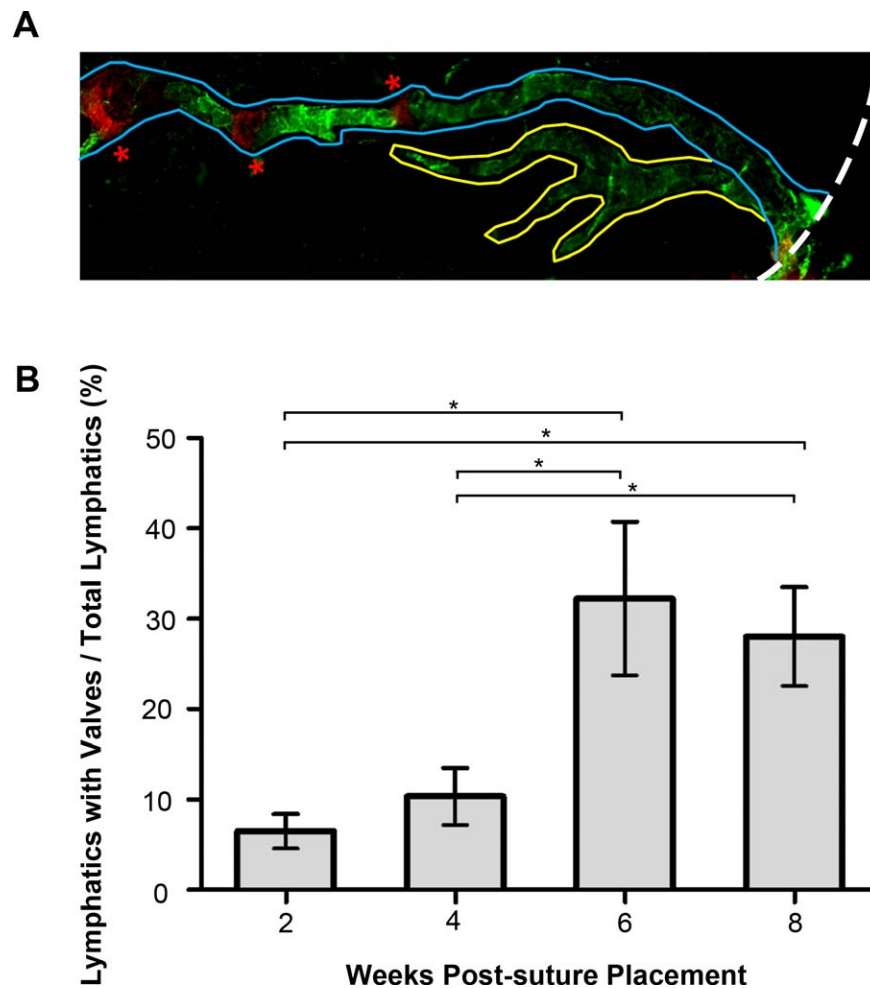 A
*
*
*
B
Lymphatics with Valves / Total Lymphatics (%)
*
*
*
*
50
40
30
20
10
0
2 4 6 8
Weeks Post-suture Placement